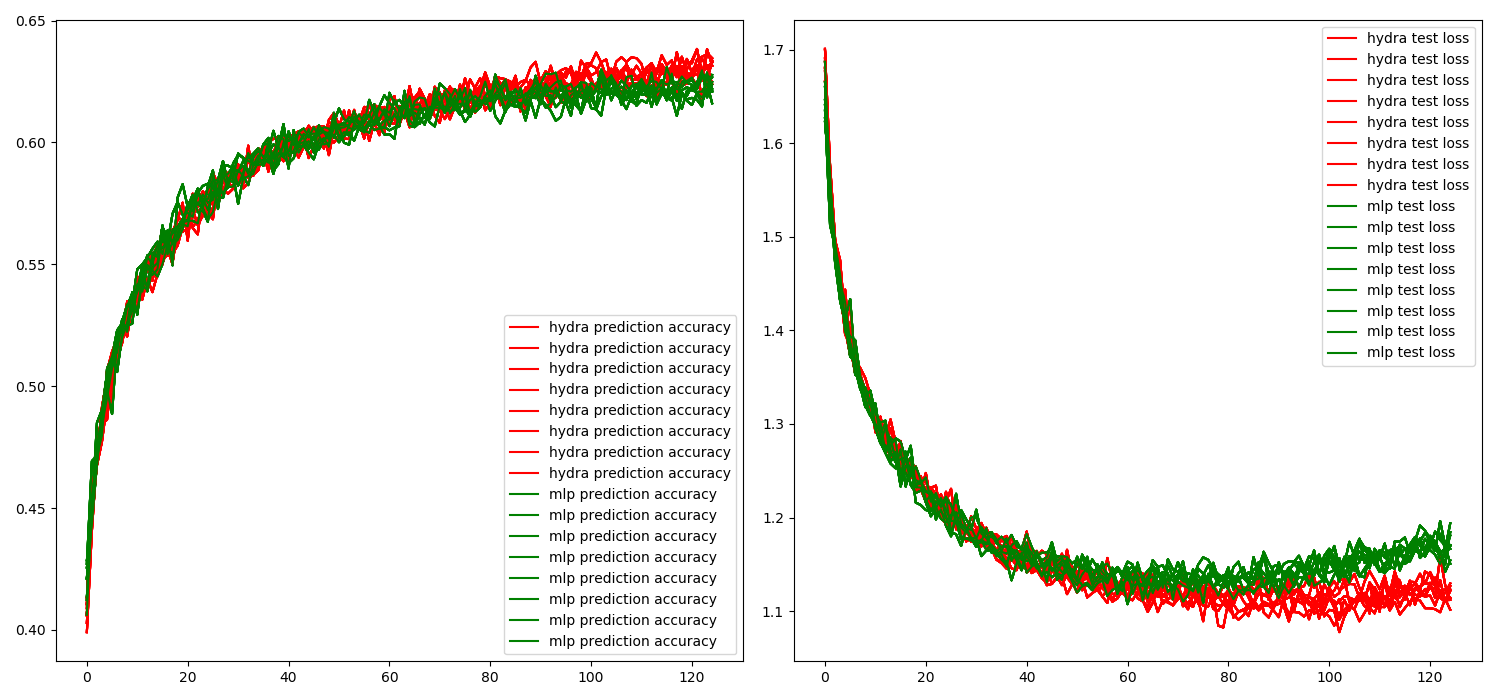 0.65
0.60
0.55
0.50
0.45
0.40
0
20
40
60
80
100
120
hydra prediction accuracy
hydra prediction accuracy
hydra prediction accuracy
hydra prediction accuracy
hydra prediction accuracy
hydra prediction accuracy
hydra prediction accuracy
hydra prediction accuracy
mlp prediction accuracy
mlp prediction accuracy
mlp prediction accuracy
mlp prediction accuracy
mlp prediction accuracy
mlp prediction accuracy
mlp prediction accuracy
mlp prediction accuracy
1.7
1.6
1.5
1.4
1.3
1.2
1.1
0
20
40
60
80
100
120
hydra test loss
hydra test loss
hydra test loss
hydra test loss
hydra test loss
hydra test loss
hydra test loss
hydra test loss
mlp test loss
mlp test loss
mlp test loss
mlp test loss
mlp test loss
mlp test loss
mlp test loss
mlp test loss